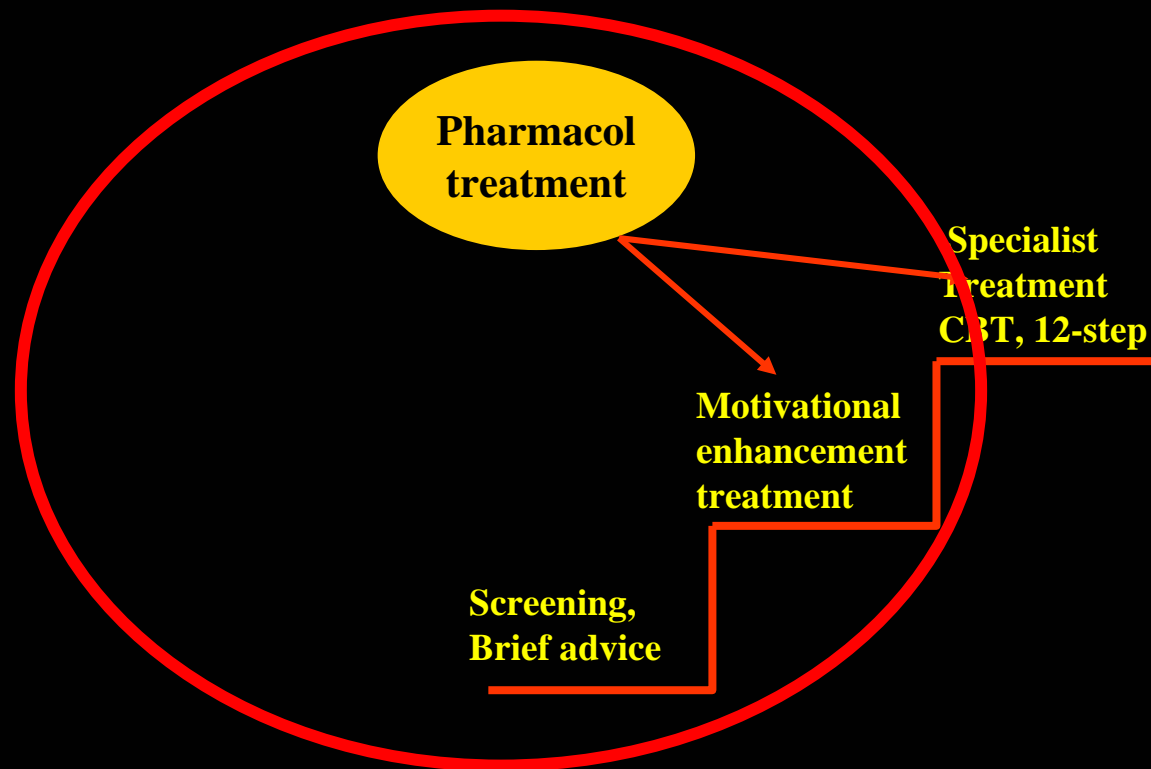 Pharmacol
treatment
Specialist
Treatment
CBT, 12-step
Motivational
enhancement
treatment
Screening,
Brief advice